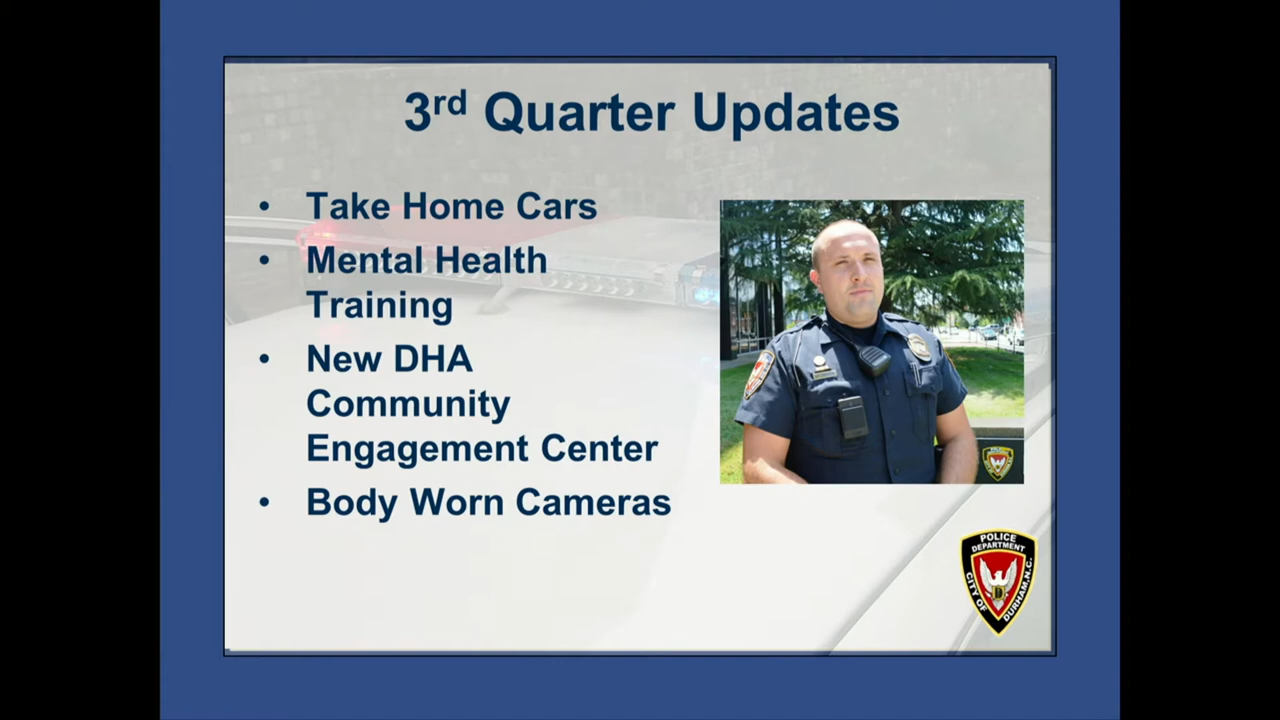 3rd Quarter Updates
• Take Home Cars
• Mental Health
Training
• New DHA
Community
Engagement Center
• Body Worn Cameras
POLICE
DEPARTMENT
CITY OF
DURHAM, N.C.
D